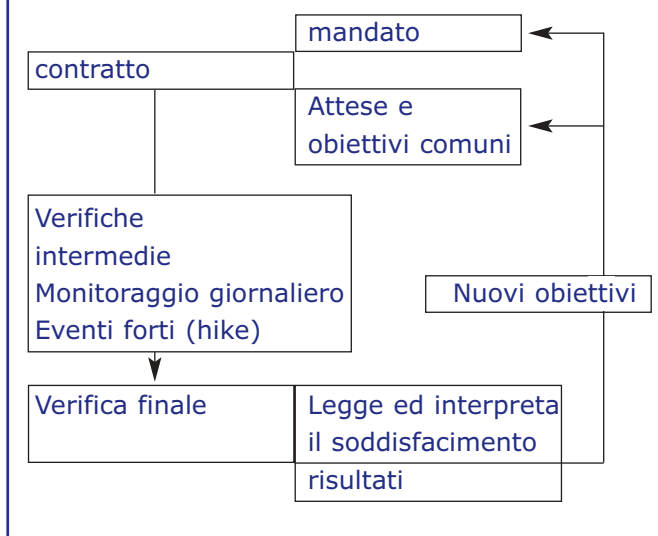 mandato
contratto
Attese e
obiettivi comuni
Verifiche
intermedie
Monitoraggio giornaliero
Eventi forti (hike)
Nuovi obiettivi
Verifica finale
Legge ed interpreta
il soddisfacimento
risultati